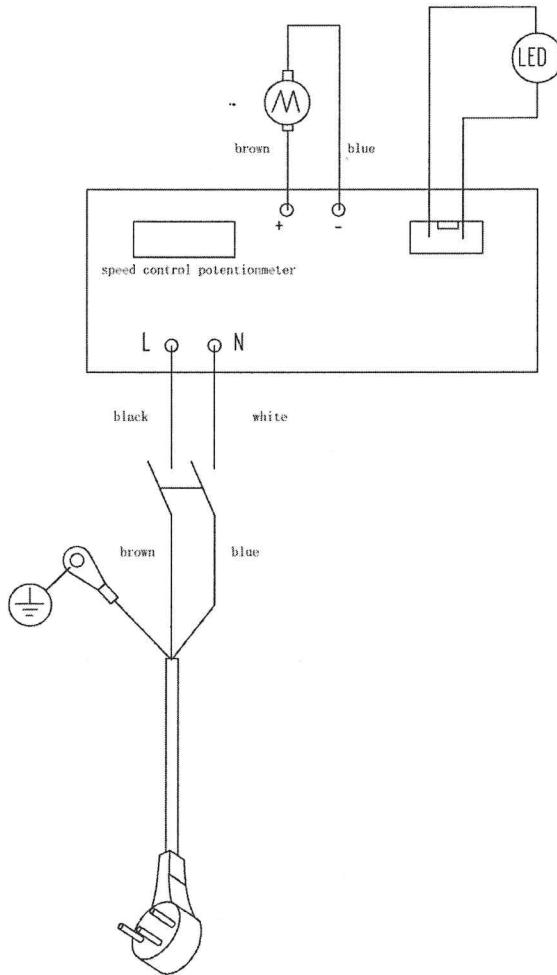 LED
brown
blue
+
-
speed control potentionmeter
L
N
black
white
brown
blue